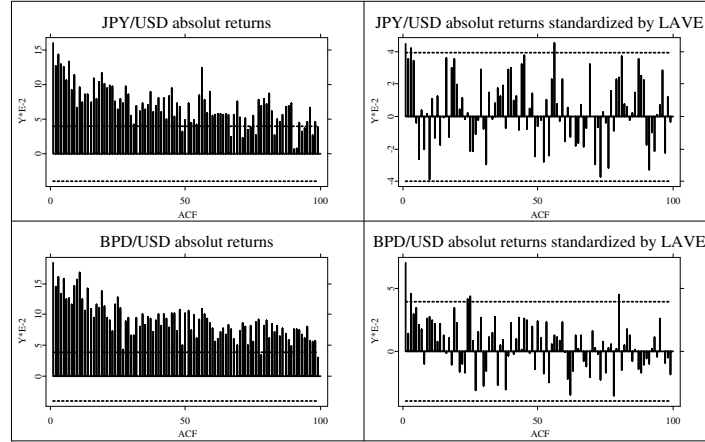 JPY/USD absolut returns
Y*E-2
15
10
5
0
0
50
100
ACF
JPY/USD absolut returns standardized by LAVE
Y*E-2
4
2
0
-2
-4
0
50
100
ACF
BPD/USD absolut returns
Y*E-2
15
10
5
0
0
50
100
ACF
BPD/USD absolut returns standardized by LAVE
Y*E-2
5
0
0
50
100
ACF